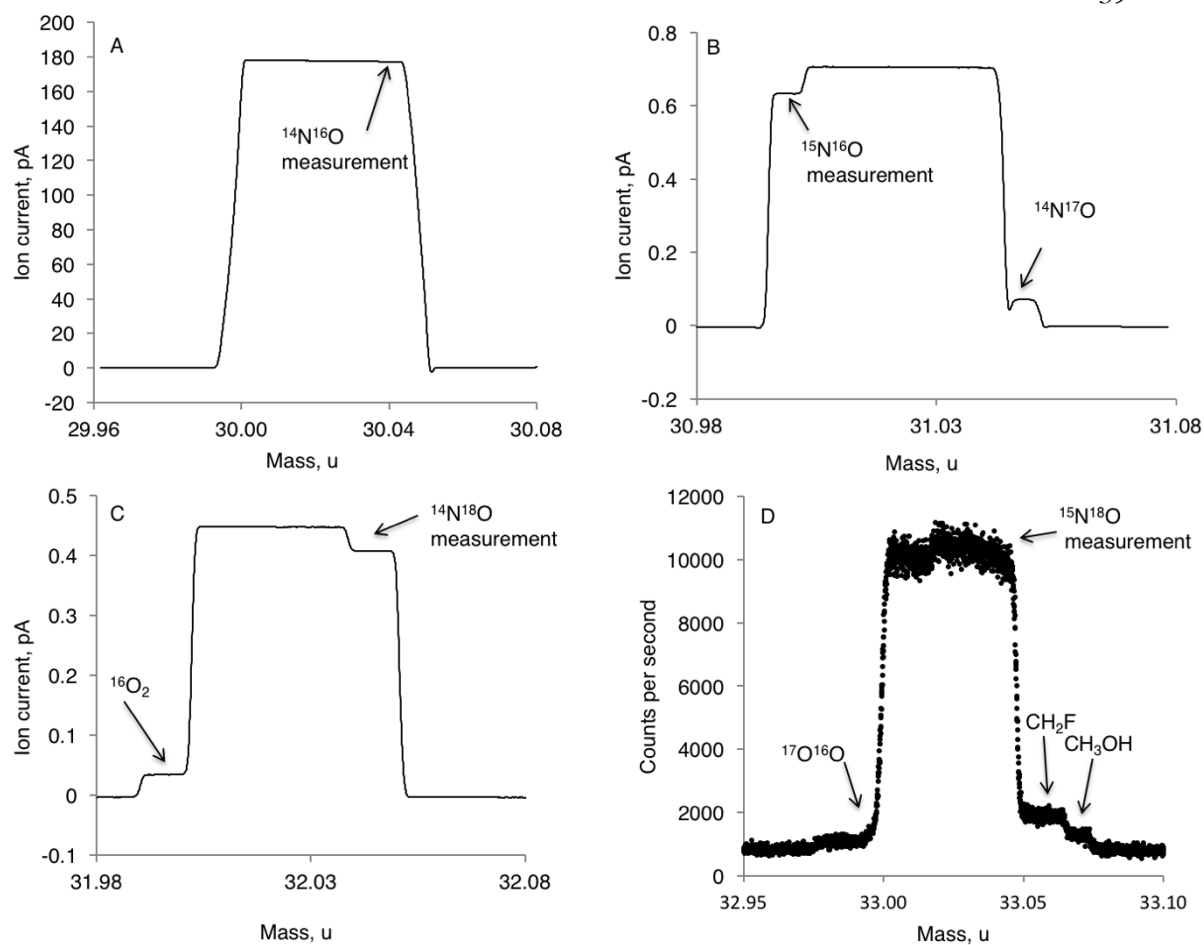 A
Ion current, pA
200
180
160
140
120
100
80
60
40
20
0
-20
29.96
30.00
30.04
30.08
Mass, u
¹⁴N¹⁶O
measurement
B
Ion curent, pA
1.0
0.8
0.6
0.4
0.2
0
-0.2
30.98
31.03
31.08
Mass, u
¹⁵N¹⁶O
measurement
¹⁴N¹⁷O
C
Ion current, pA
0.5
0.4
0.3
0.2
0.1
0
-0.1
31.98
32.03
32.08
Mass, u
¹⁶O₂
¹⁴N¹⁸O
measurement
D
Counts per second
12000
10000
8000
6000
4000
2000
0
32.95
33.00
33.05
33.10
Mass, u
¹⁷O¹⁶O
¹⁵N¹⁸O
measurement
CH₂F
CH₃OH